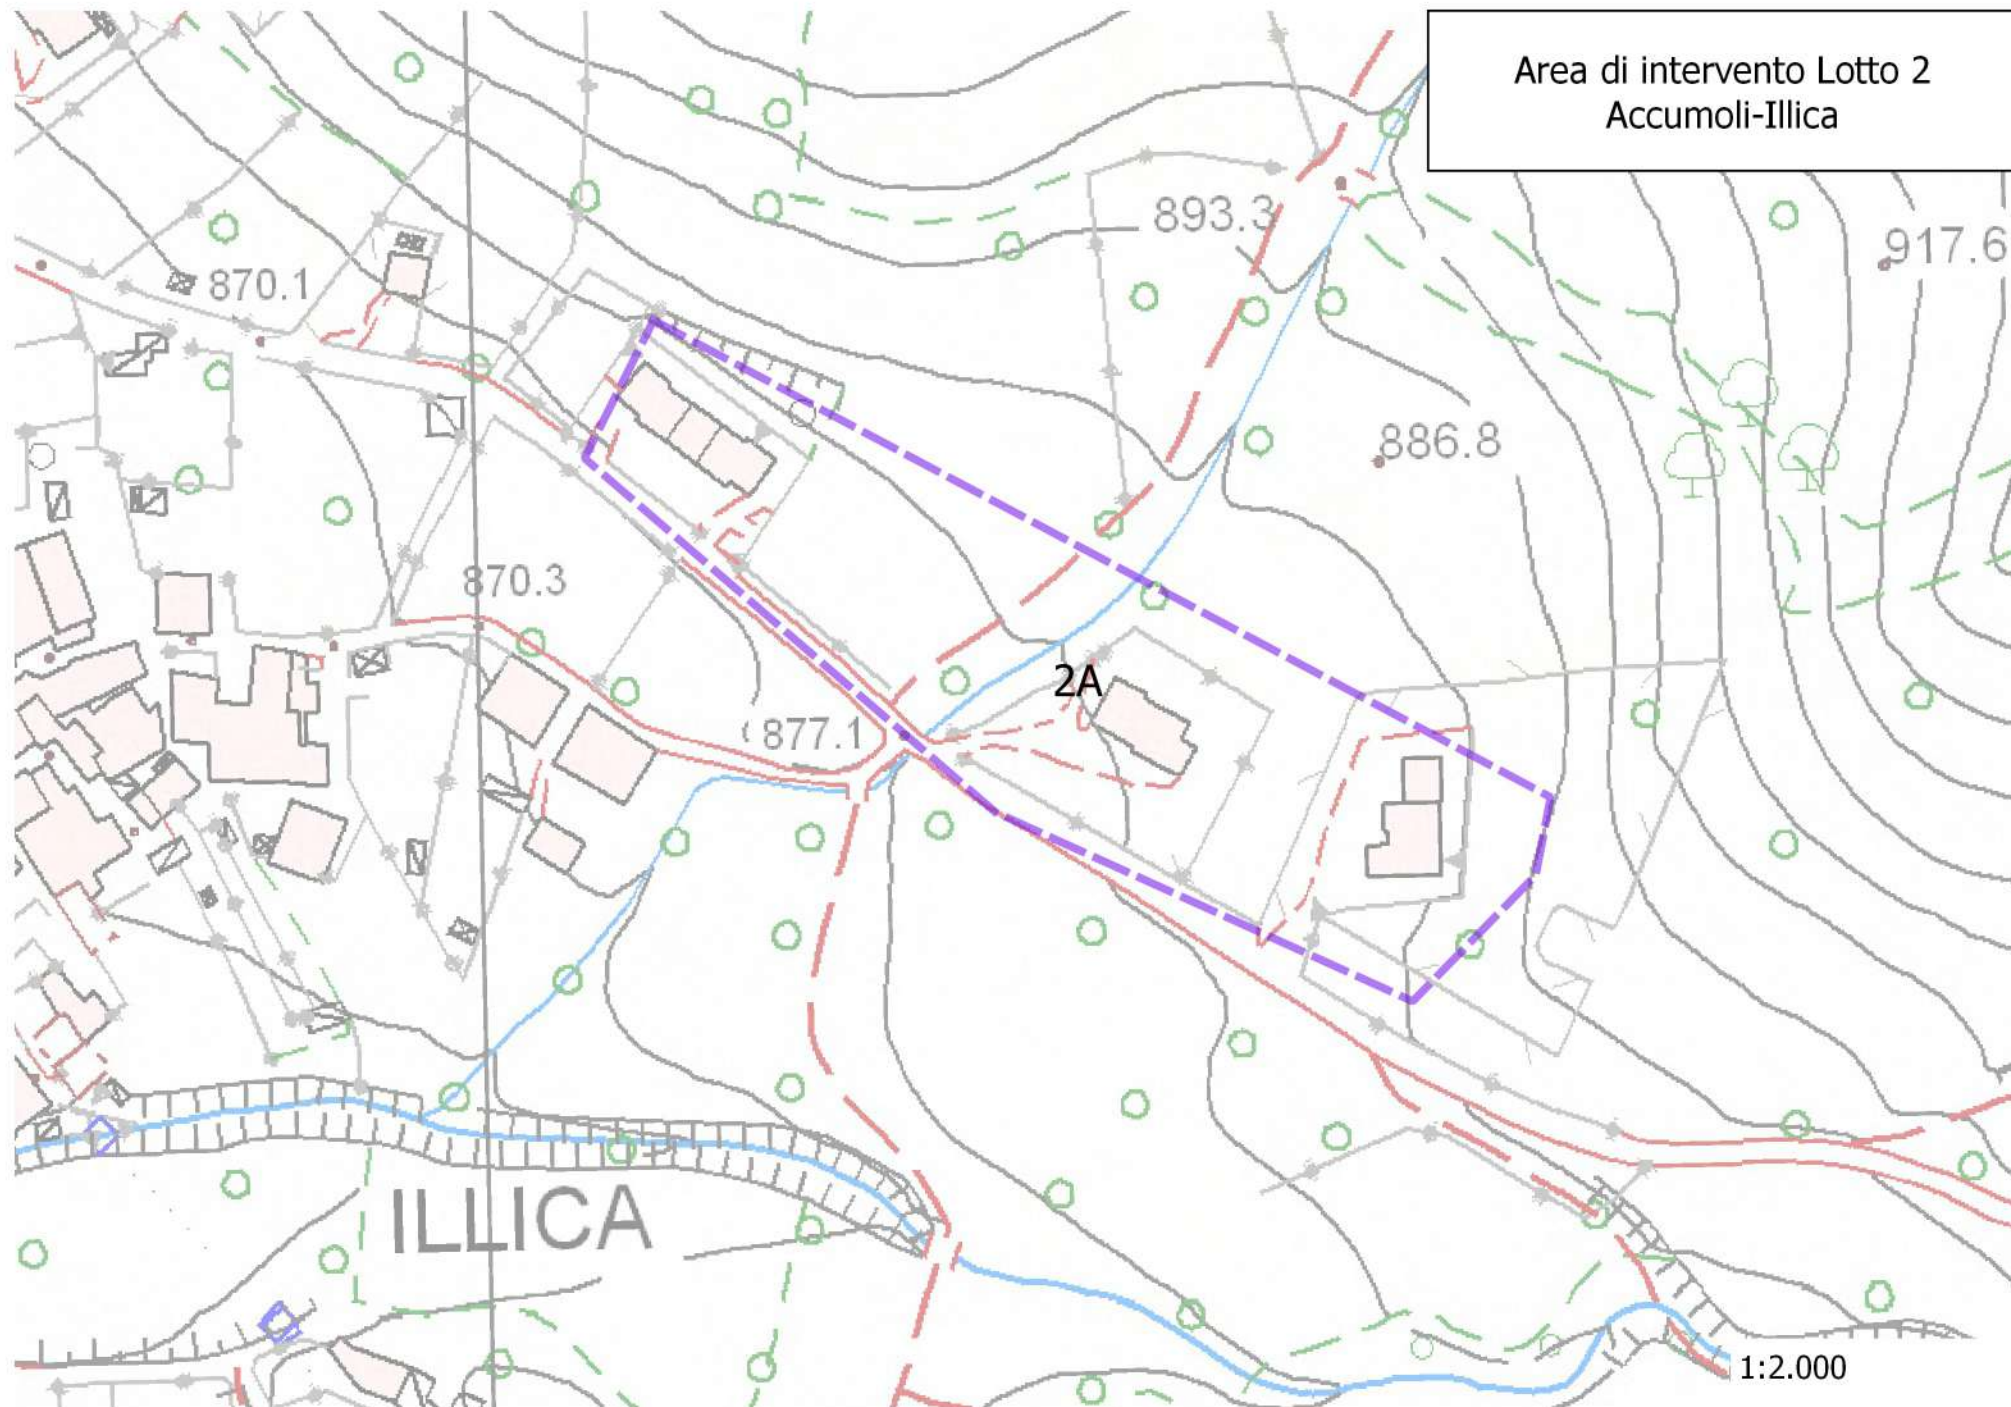 Area di intervento Lotto 2
Accumoli-Illica
893.3
917.6
870.1
886.8
870.3
2A
877.1
ILLICA
1:2.000